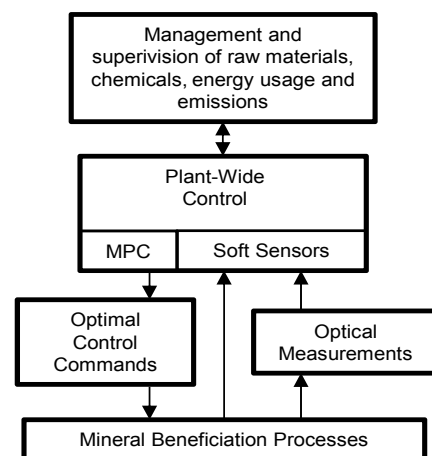 Management and
superivision of raw materials,
chemicals, energy usage and
emissions
Plant-Wide
Control
MPC
Soft Sensors
Optimal
Control
Commands
Optical
Measurements
Mineral Beneficiation Processes